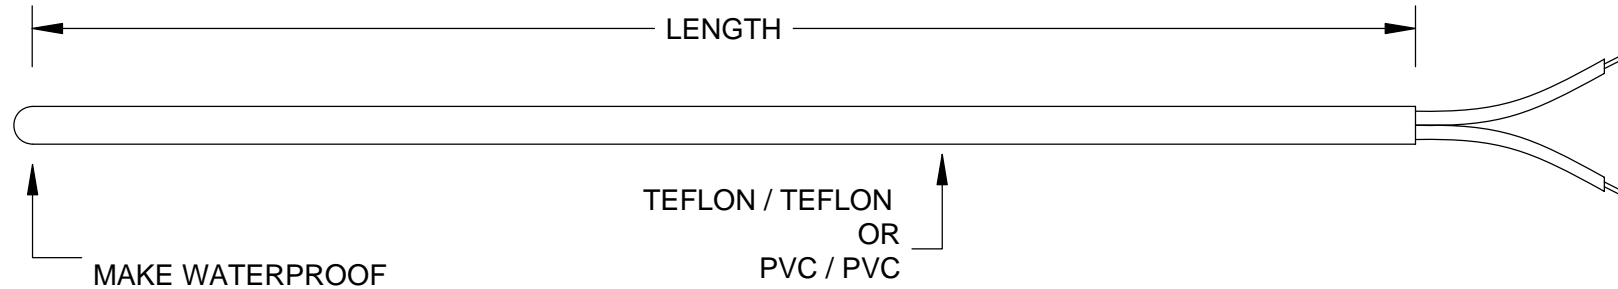 LENGTH
TEFLON / TEFLON
OR
PVC / PVC
MAKE WATERPROOF